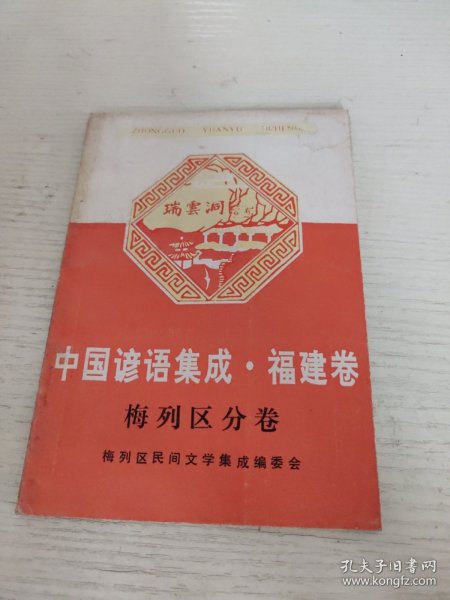 ZHONGGUO YUANYU JICHENG
瑞雲洞
中国谚语集成·福建卷
梅列区分卷
梅列区民间文学集成编委会
孔夫子旧书网
www.kongfz.com